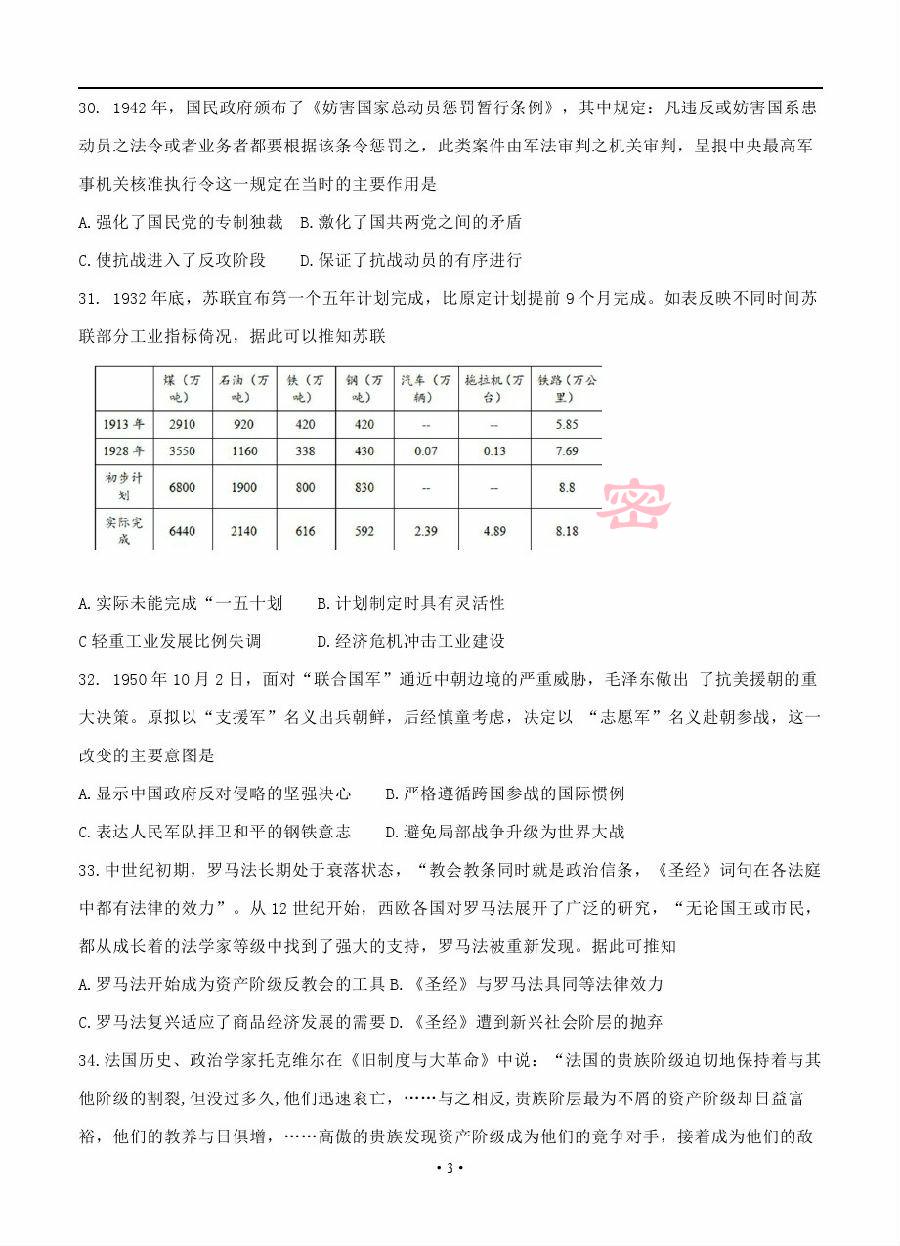 30. 1942年，国民政府颁布了《妨害国家总动员惩罚暂行条例》，其中规定：凡违反或妨害国系患
动员之法令或老业务者都要根据该条令惩罚之，此类案件由军法审判之机关审判，呈报中央最高军
事机关核准执行令这一规定在当时的主要作用是
A.强化了国民党的专制独裁 B.激化了国共两党之间的矛盾
C.使抗战进入了反攻阶段 D.保证了抗战动员的有序进行
31. 1932年底，苏联宣布第一个五年计划完成，比原定计划提前9个月完成。如表反映不同时间苏
联部分工业指标情况，据此可以推知苏联
煤（万吨） 石油（万吨） 铁（万吨） 钢（万吨） 汽车（万辆） 拖拉机（万台） 铁路（万公里）
1913年 2910 920 420 420 -- -- 5.85
1928年 3550 1160 338 430 0.07 0.13 7.69
初步计划 6800 1900 800 830 -- -- 8.8
实际完成 6440 2140 616 592 2.39 4.89 8.18
密
A.实际未能完成“一五十划 B.计划制定时具有灵活性
C轻重工业发展比例失调 D.经济危机冲击工业建设
32. 1950年10月2日，面对“联合国军”通近中朝边境的严重威胁，毛泽东做出 了抗美援朝的重
大决策。原拟以“支援军”名义出兵朝鲜，后经慎童考虑，决定以 “志愿军”名义赴朝参战，这一
改变的主要意图是
A.显示中国政府反对侵略的坚强决心 B.严格遵循跨国参战的国际惯例
C.表达人民军队捍卫和平的钢铁意志 D.避免局部战争升级为世界大战
33.中世纪初期，罗马法长期处于衰落状态，“教会教条同时就是政治信条，《圣经》词句在各法庭
中都有法律的效力”。从12世纪开始，西欧各国对罗马法展开了广泛的研究，“无论国王或市民，
都从成长着的法学家等级中找到了强大的支持，罗马法被重新发现。据此可推知
A.罗马法开始成为资产阶级反教会的工具B.《圣经》与罗马法具同等法律效力
C.罗马法复兴适应了商品经济发展的需要D.《圣经》遭到新兴社会阶层的抛弃
34.法国历史、政治学家托克维尔在《旧制度与大革命》中说：“法国的贵族阶级迫切地保持着与其
他阶级的割裂,但没过多久,他们迅速衰亡，……与之相反,贵族阶层最为不屑的资产阶级却日益富
裕，他们的教养与日俱增，……高傲的贵族发现资产阶级成为他们的竞争对手，接着成为他们的敌
·3·